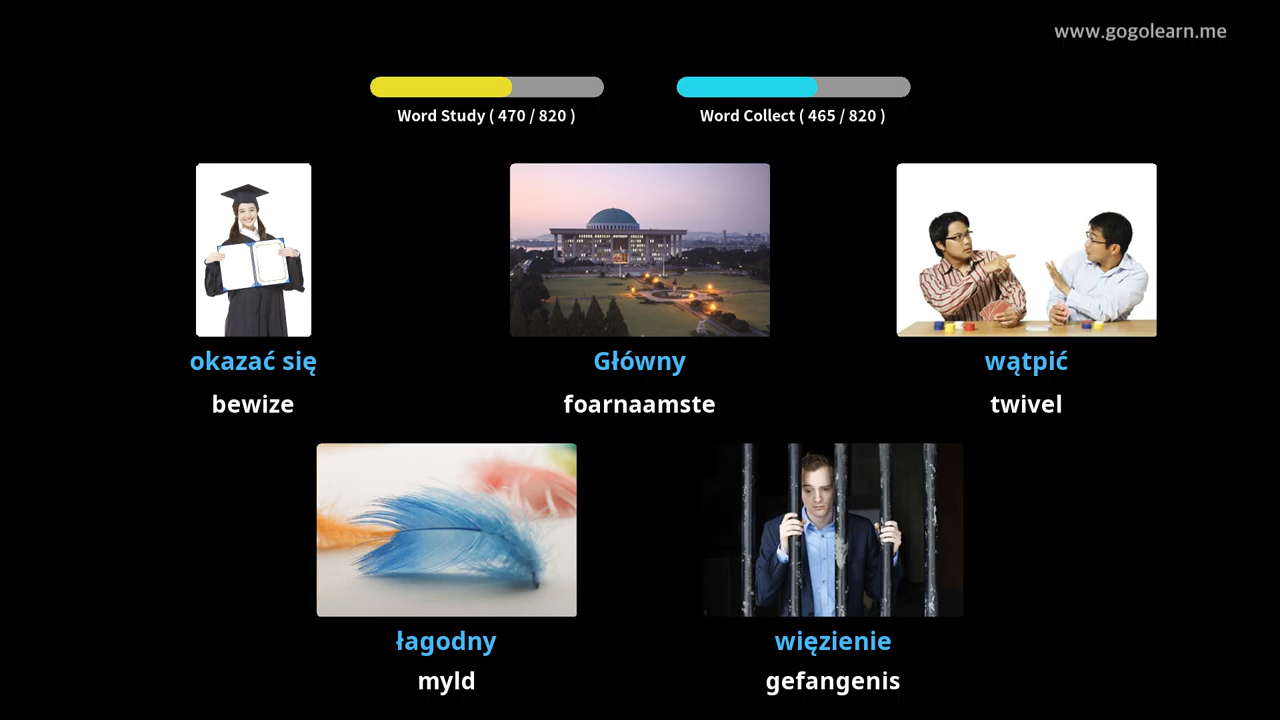 www.gogolearn.me
Word Study ( 470 / 820 )
Word Collect ( 465 / 820 )
okazać się
bewize
Główny
foarnaamste
wątpić
twivel
łagodny
myld
więzienie
gefangenis